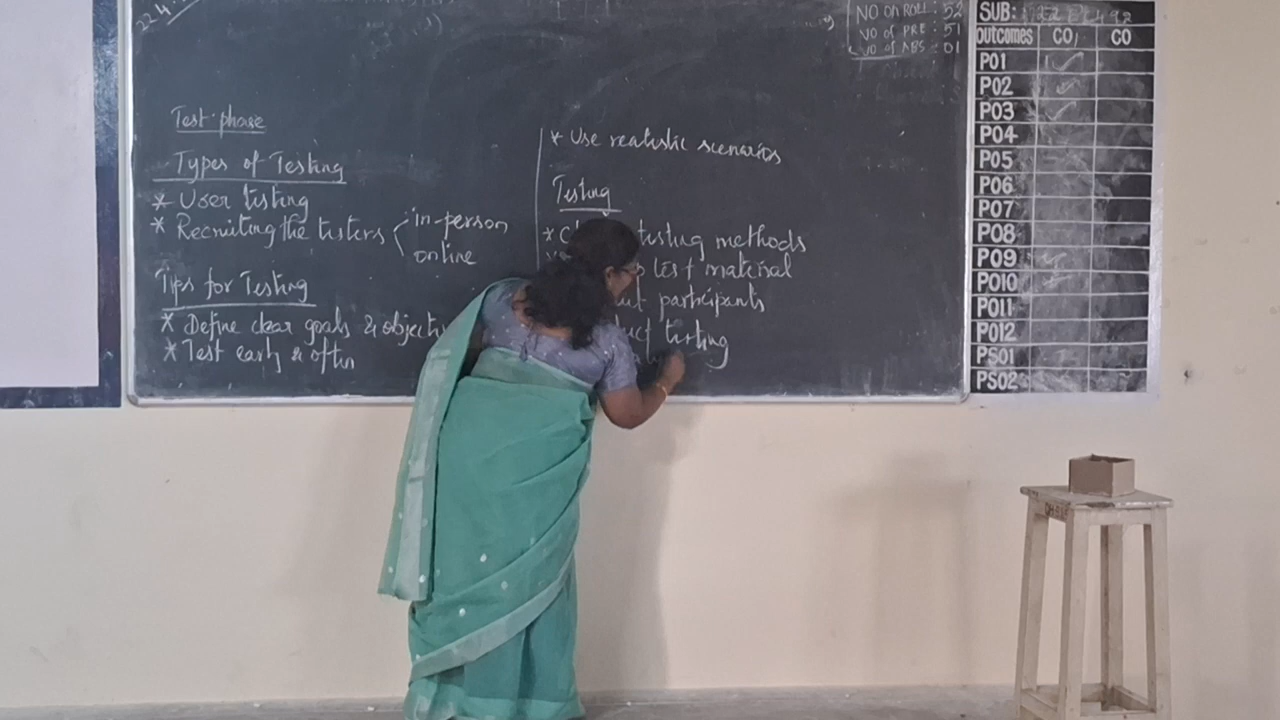 22.4.
NO ON ROLL : 52
NO of PRE : 51
NO of ABS : 01
Test phase
Types of Testing
* User testing
* Recruiting the testers < in-person
online
Tips for Testing
* Define clear goals & objecti
* Test early & often
* Use realistic scenarios
Testing
* testing methods
* test material
participants
duct testing
SUB:
OUTCOMES CO1 CO
PO1 ✓
PO2 ✓
PO3 ✓
PO4
PO5
PO6
PO7
PO8
PO9 ✓
PO10
PO11
PO12
PSO1
PSO2